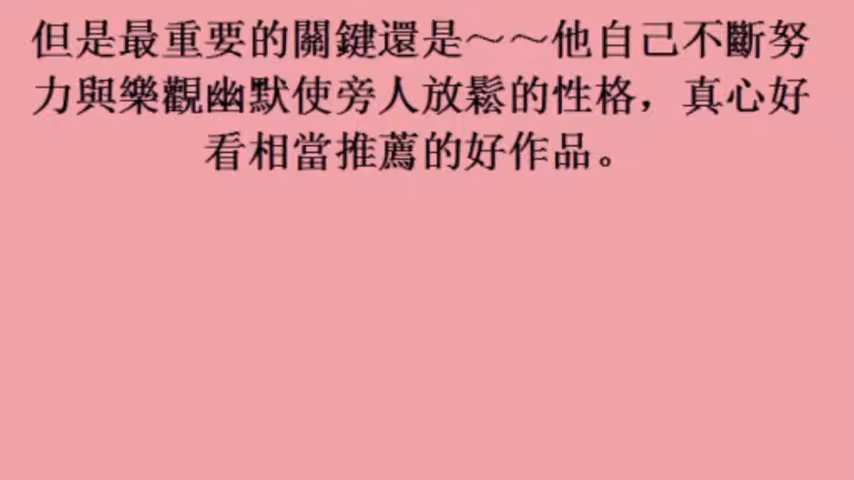 但是最重要的關鍵還是～～他自己不斷努
力與樂觀幽默使旁人放鬆的性格，真心好
看相當推薦的好作品。